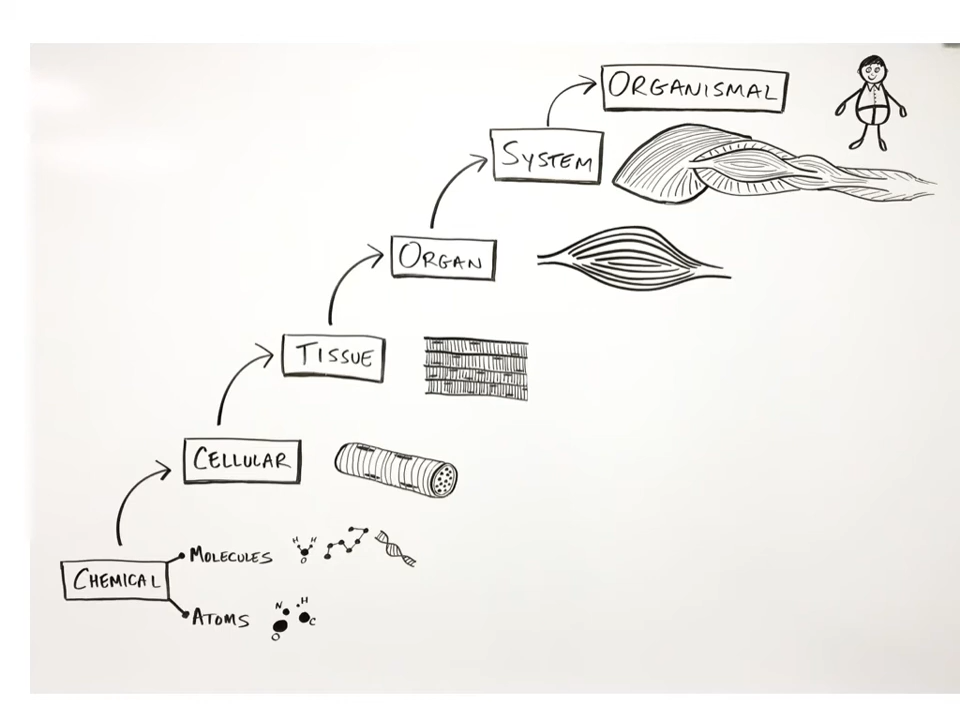 ORGANISMAL
SYSTEM
ORGAN
TISSUE
CELLULAR
CHEMICAL
MOLECULES
H H
O
ATOMS
N H
O C